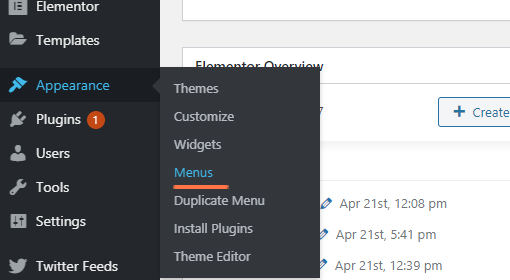 Elementor
Templates
Appearance
Plugins 1
Users
Tools
Settings
Twitter Feeds
Themes
Customize
Widgets
Menus
Duplicate Menu
Install Plugins
Theme Editor
Elementor Overview
+ Create
Apr 21st, 12:08 pm
Apr 21st, 5:41 pm
Apr 21st, 12:39 pm